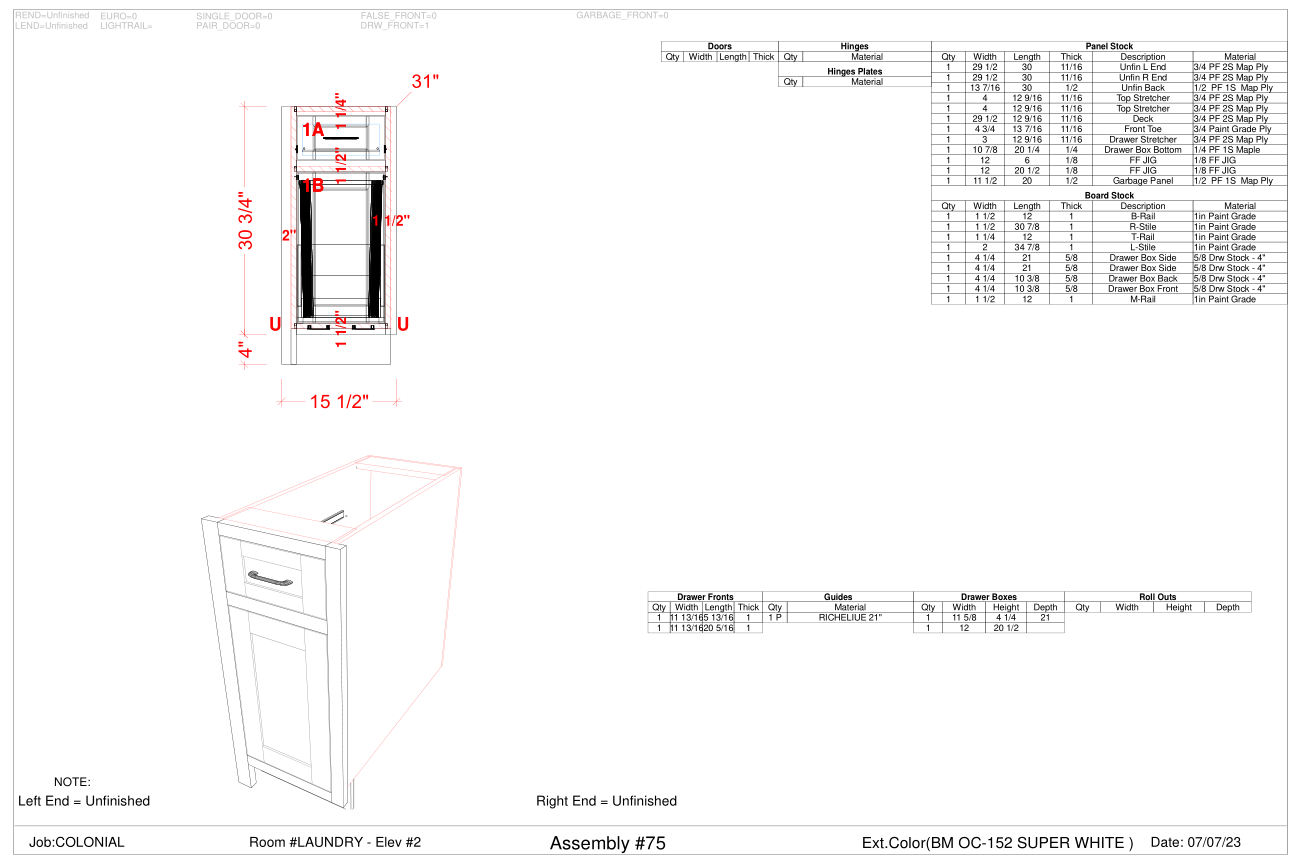 REND=Unfinished EURO=0 SINGLE_DOOR=0 FALSE_FRONT=0 GARBAGE_FRONT=0
LEND=Unfinished LIGHTRAIL= PAIR_DOOR=0 DRW_FRONT=1
Doors
Qty Width Length Thick
Hinges
Qty Material
Hinges Plates
Qty Material
Panel Stock
Qty Width Length Thick Description Material
1 29 1/2 30 11/16 Unfin L End 3/4 PF 2S Map Ply
1 29 1/2 30 11/16 Unfin R End 3/4 PF 2S Map Ply
1 13 7/16 30 1/2 Unfin Back 1/2 PF 1S Map Ply
1 4 12 9/16 11/16 Top Stretcher 3/4 PF 2S Map Ply
1 4 12 9/16 11/16 Top Stretcher 3/4 PF 2S Map Ply
1 29 1/2 12 9/16 11/16 Deck 3/4 PF 2S Map Ply
1 4 3/4 13 7/16 11/16 Front Toe 3/4 Paint Grade Ply
1 3 12 9/16 11/16 Drawer Stretcher 3/4 PF 2S Map Ply
1 10 7/8 20 1/4 1/4 Drawer Box Bottom 1/4 PF 1S Maple
1 12 6 1/8 FF JIG 1/8 FF JIG
1 12 20 1/2 1/8 FF JIG 1/8 FF JIG
1 11 1/2 20 1/2 Garbage Panel 1/2 PF 1S Map Ply
Board Stock
Qty Width Length Thick Description Material
1 1 1/2 12 1 B-Rail 1in Paint Grade
1 1 1/2 30 7/8 1 R-Stile 1in Paint Grade
1 1 1/4 12 1 T-Rail 1in Paint Grade
1 2 34 7/8 1 L-Stile 1in Paint Grade
1 4 1/4 21 5/8 Drawer Box Side 5/8 Drw Stock - 4"
1 4 1/4 21 5/8 Drawer Box Side 5/8 Drw Stock - 4"
1 4 1/4 10 3/8 5/8 Drawer Box Back 5/8 Drw Stock - 4"
1 4 1/4 10 3/8 5/8 Drawer Box Front 5/8 Drw Stock - 4"
1 1 1/2 12 1 M-Rail 1in Paint Grade
31"
1 1/4"
1A
1 1/2"
1B
1 1/2"
2"
30 3/4"
U
U
1 1/2"
4"
15 1/2"
Drawer Fronts
Qty Width Length Thick
1 11 13/16 5 13/16 1
1 11 13/16 20 5/16 1
Guides
Qty Material
1 P RICHELIUE 21"
Drawer Boxes
Qty Width Height Depth
1 11 5/8 4 1/4 21
1 12 20 1/2
Roll Outs
Qty Width Height Depth
NOTE:
Left End = Unfinished
Right End = Unfinished
Job:COLONIAL Room #LAUNDRY - Elev #2 Assembly #75 Ext.Color(BM OC-152 SUPER WHITE ) Date: 07/07/23